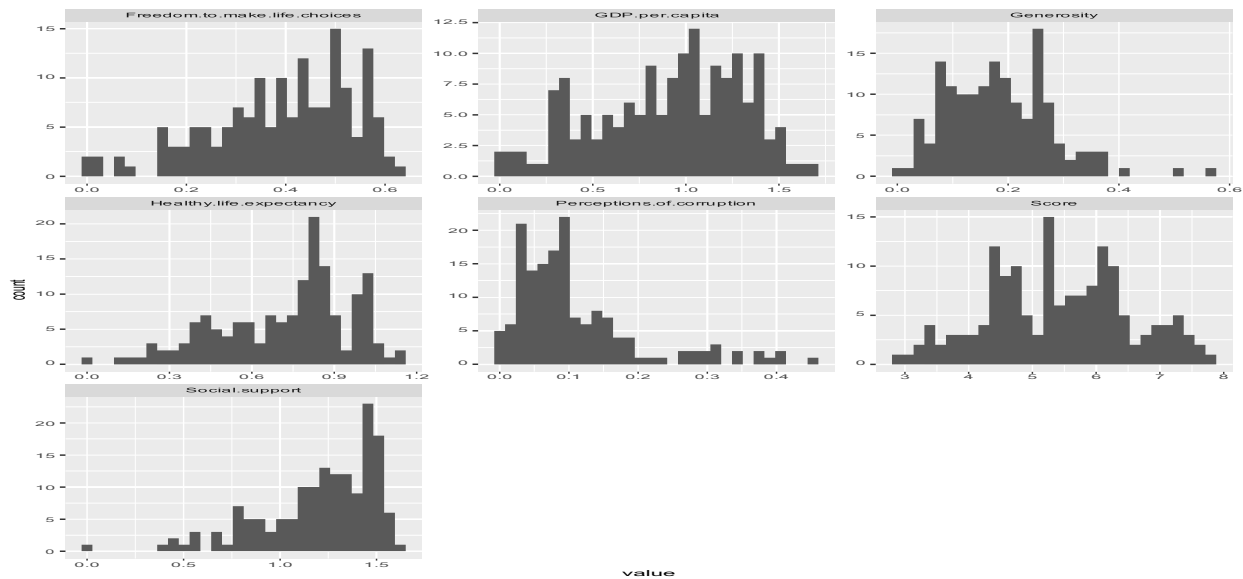 Freedom.to.make.life.choices
GDP.per.capita
Generosity
15
10
5
0
0.0 0.2 0.4 0.6
12.5
10.0
7.5
5.0
2.5
0.0
0.0 0.5 1.0 1.5
15
10
5
0
0.0 0.2 0.4 0.6
Healthy.life.expectancy
Perceptions.of.corruption
Score
count
20
15
10
5
0
0.0 0.3 0.6 0.9 1.2
20
15
10
5
0
0.0 0.1 0.2 0.3 0.4
15
10
5
0
3 4 5 6 7 8
Social.support
20
15
10
5
0
0.0 0.5 1.0 1.5
value